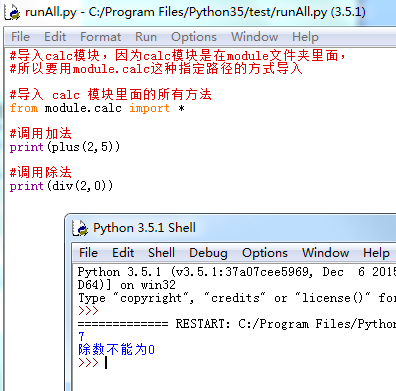 runAll.py - C:/Program Files/Python35/test/runAll.py (3.5.1)
File Edit Format Run Options Window Help
#导入calc模块，因为calc模块是在module文件夹里面，
#所以要用module.calc这种指定路径的方式导入
#导入 calc 模块里面的所有方法
from module.calc import *
#调用加法
print(plus(2,5))
#调用除法
print(div(2,0))
Python 3.5.1 Shell
File Edit Shell Debug Options Window Help
Python 3.5.1 (v3.5.1:37a07cee5969, Dec  6 2015
D64)] on win32
Type "copyright", "credits" or "license()" for
>>>
============= RESTART: C:/Program Files/Python
7
除数不能为0
>>>